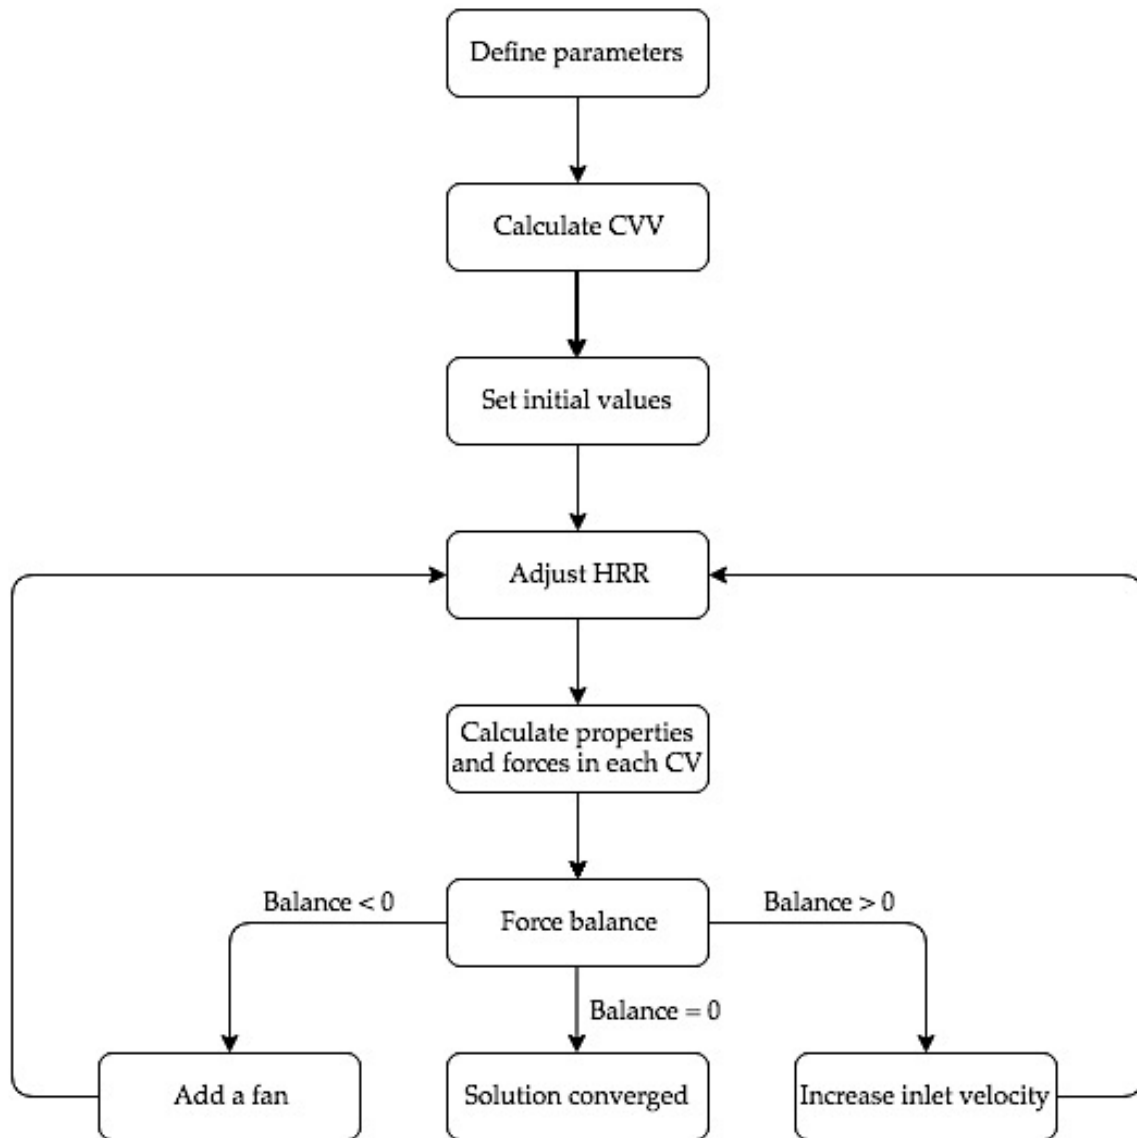 Define parameters
Calculate CVV
Set initial values
Adjust HRR
Calculate properties
and forces in each CV
Balance < 0
Force balance
Balance > 0
Balance = 0
Add a fan
Solution converged
Increase inlet velocity